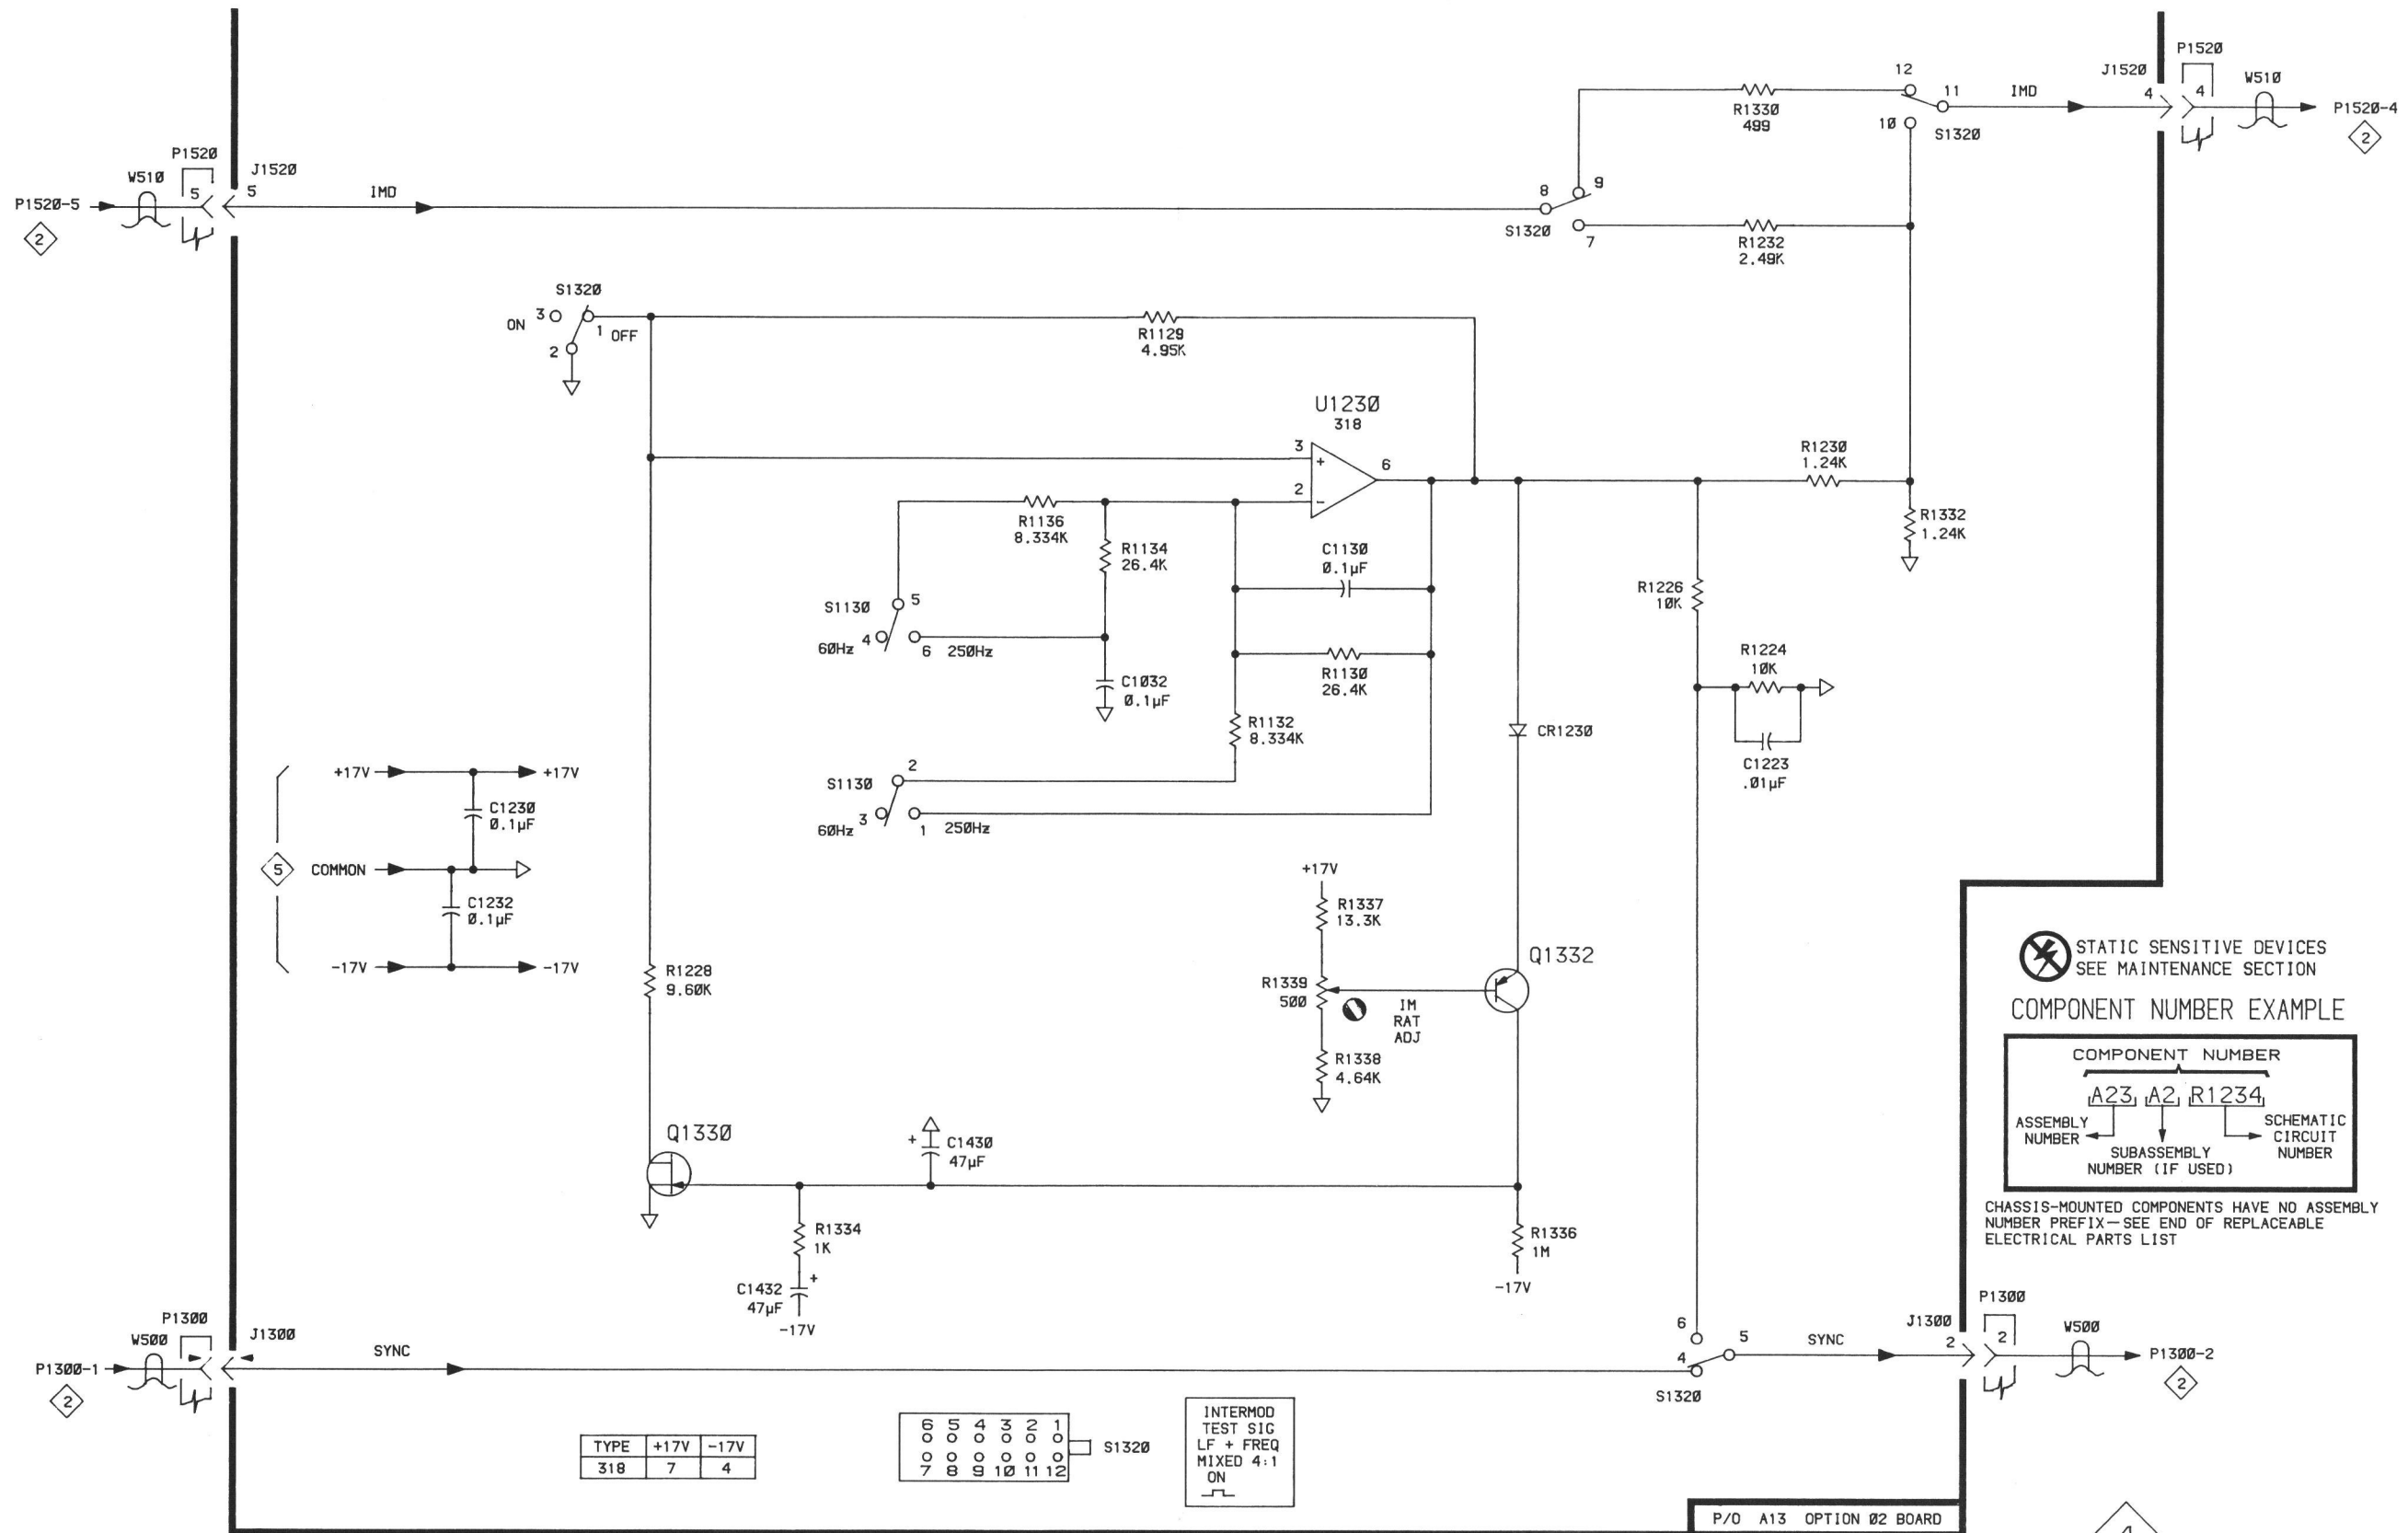 P1520
J1520
W510
12
11
IMD
4
4
P1520-4
2
R1330
499
10
S1320
P1520
J1520
W510
5
5
P1520-5
IMD
2
8
9
S1320
7
R1232
2.49K
S1320
ON
3
1
OFF
2
R1129
4.95K
U1230
318
3
+
2
-
6
R1230
1.24K
R1332
1.24K
R1136
8.334K
R1134
26.4K
C1130
0.1µF
S1130
5
60Hz
4
6
250Hz
R1130
26.4K
C1032
0.1µF
R1132
8.334K
R1226
10K
R1224
10K
C1223
.01µF
CR1230
S1130
2
60Hz
3
1
250Hz
+17V
+17V
C1230
0.1µF
5
COMMON
C1232
0.1µF
-17V
-17V
R1228
9.60K
+17V
R1337
13.3K
R1339
500
IM
RAT
ADJ
R1338
4.64K
Q1332
STATIC SENSITIVE DEVICES
SEE MAINTENANCE SECTION
COMPONENT NUMBER EXAMPLE
COMPONENT NUMBER
A23 A2 R1234
ASSEMBLY
NUMBER
SUBASSEMBLY
NUMBER (IF USED)
SCHEMATIC
CIRCUIT
NUMBER
CHASSIS-MOUNTED COMPONENTS HAVE NO ASSEMBLY
NUMBER PREFIX—SEE END OF REPLACEABLE
ELECTRICAL PARTS LIST
Q1330
+
C1430
47µF
R1334
1K
+
C1432
47µF
-17V
R1336
1M
-17V
P1300
J1300
W500
P1300-1
2
SYNC
6
5
4
S1320
SYNC
J1300
P1300
2
2
W500
P1300-2
2
TYPE +17V -17V
318 7 4
6 5 4 3 2 1
7 8 9 10 11 12
S1320
INTERMOD
TEST SIG
LF + FREQ
MIXED 4:1
ON
P/O A13 OPTION 02 BOARD
4